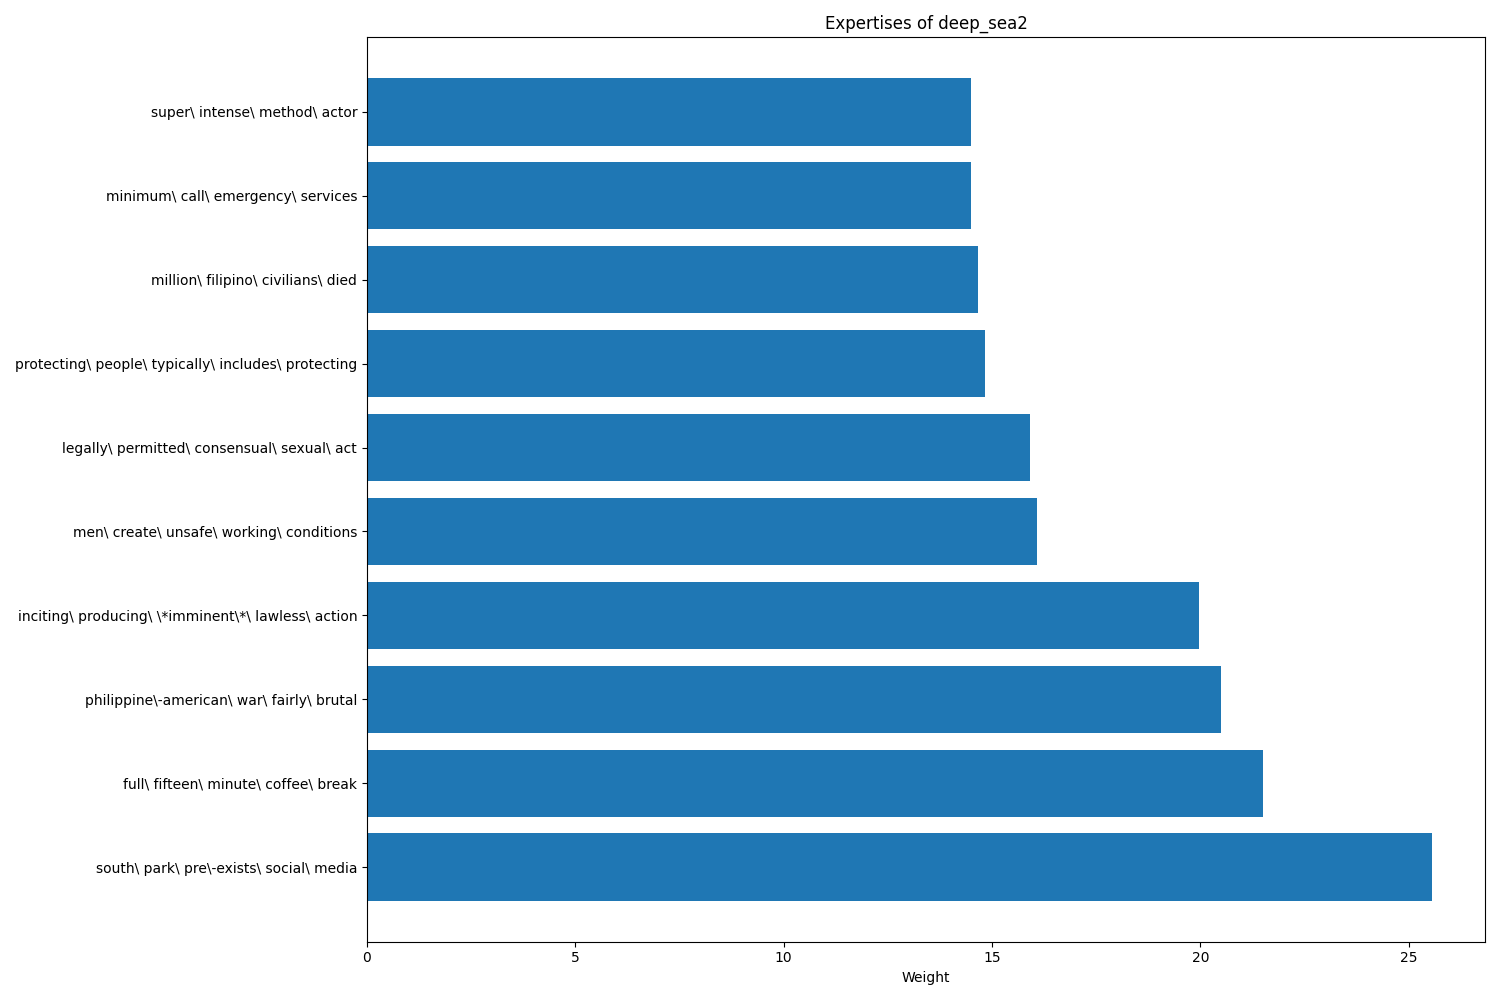 Expertises of deep_sea2
super\ intense\ method\ actor
minimum\ call\ emergency\ services
million\ filipino\ civilians\ died
protecting\ people\ typically\ includes\ protecting
legally\ permitted\ consensual\ sexual\ act
men\ create\ unsafe\ working\ conditions
inciting\ producing\ \*imminent\*\ lawless\ action
philippine\-american\ war\ fairly\ brutal
full\ fifteen\ minute\ coffee\ break
south\ park\ pre\-exists\ social\ media
0 5 10 15 20 25
Weight